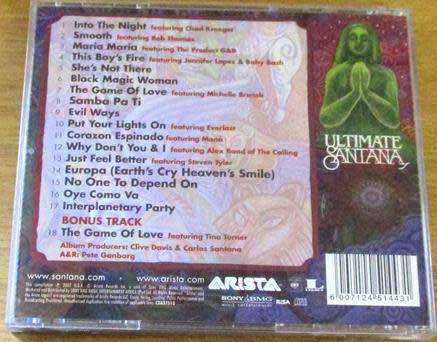 1 Into The Night featuring Chad Kroeger
2 Smooth featuring Rob Thomas
3 Maria Maria featuring The Product G&B
4 This Boy's Fire featuring Jennifer Lopez & Baby Bash
5 She's Not There
6 Black Magic Woman
7 The Game Of Love featuring Michelle Branch
8 Samba Pa Ti
9 Evil Ways
10 Put Your Lights On featuring Everlast
11 Corazon Espinado featuring Maná
12 Why Don't You & I featuring Alex Band of The Calling
13 Just Feel Better featuring Steven Tyler
14 Europa (Earth's Cry Heaven's Smile)
15 No One To Depend On
16 Oye Como Va
17 Interplanetary Party
BONUS TRACK
18 The Game Of Love featuring Tina Turner
Album Producers: Clive Davis & Carlos Santana
A&R: Pete Ganbarg
ULTIMATE
SANTANA
www.santana.com www.arista.com
ARISTA
SONY BMG
MUSIC ENTERTAINMENT
RiSA
6 007124 514431